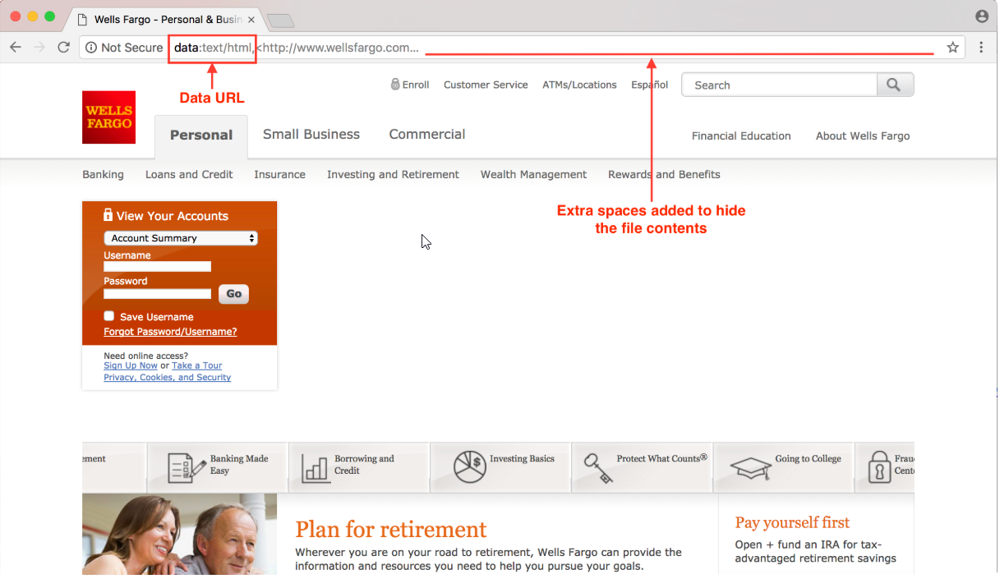 Wells Fargo - Personal & Busin
Not Secure data:text/html,<http://www.wellsfargo.com...
Data URL
Enroll Customer Service ATMs/Locations Español Search
WELLS
FARGO
Personal Small Business Commercial Financial Education About Wells Fargo
Banking Loans and Credit Insurance Investing and Retirement Wealth Management Rewards and Benefits
Extra spaces added to hide
the file contents
View Your Accounts
Account Summary
Username
Password
Go
Save Username
Forgot Password/Username?
Need online access?
Sign Up Now or Take a Tour
Privacy, Cookies, and Security
ement
Banking Made
Easy
Borrowing and
Credit
Investing Basics
Protect What Counts®
Going to College
Frau
Cent
Plan for retirement
Wherever you are on your road to retirement, Wells Fargo can provide the
information and resources you need to help you pursue your goals.
Pay yourself first
Open + fund an IRA for tax-
advantaged retirement savings